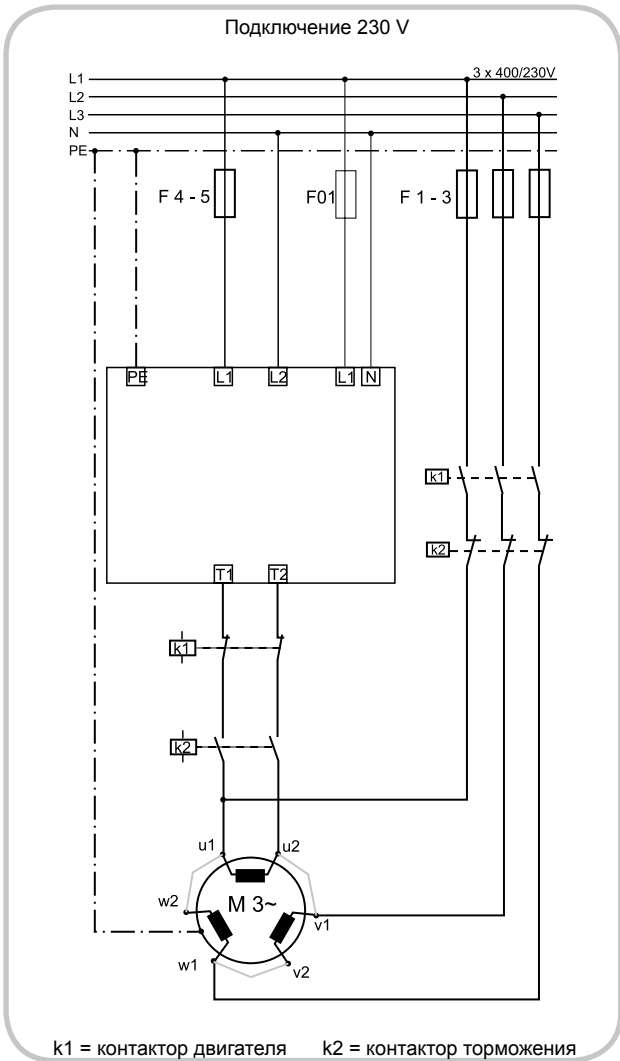 Подключение 230 V
3 x 400/230V
L1
L2
L3
N
PE
F 4 - 5
F01
F 1 - 3
PE
L1
L2
L1
N
k1
k2
T1
T2
k1
k2
u1
u2
w2
M 3~
v1
w1
v2
k1 = контактор двигателя k2 = контактор торможения